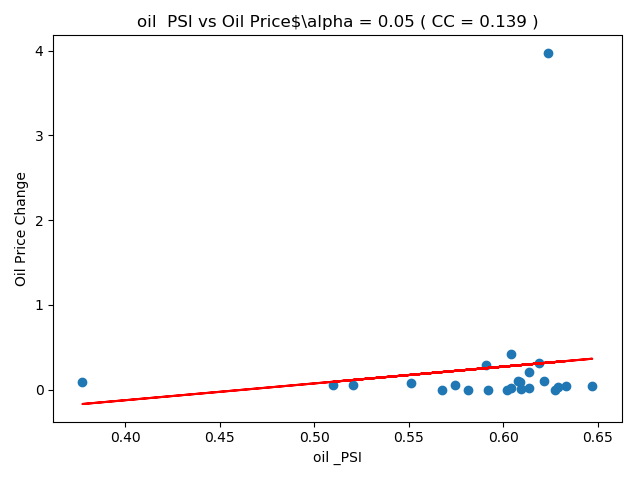 oil  PSI vs Oil Price$\alpha = 0.05 ( CC = 0.139 )
4
3
2
1
0
Oil Price Change
0.40 0.45 0.50 0.55 0.60 0.65
oil _PSI